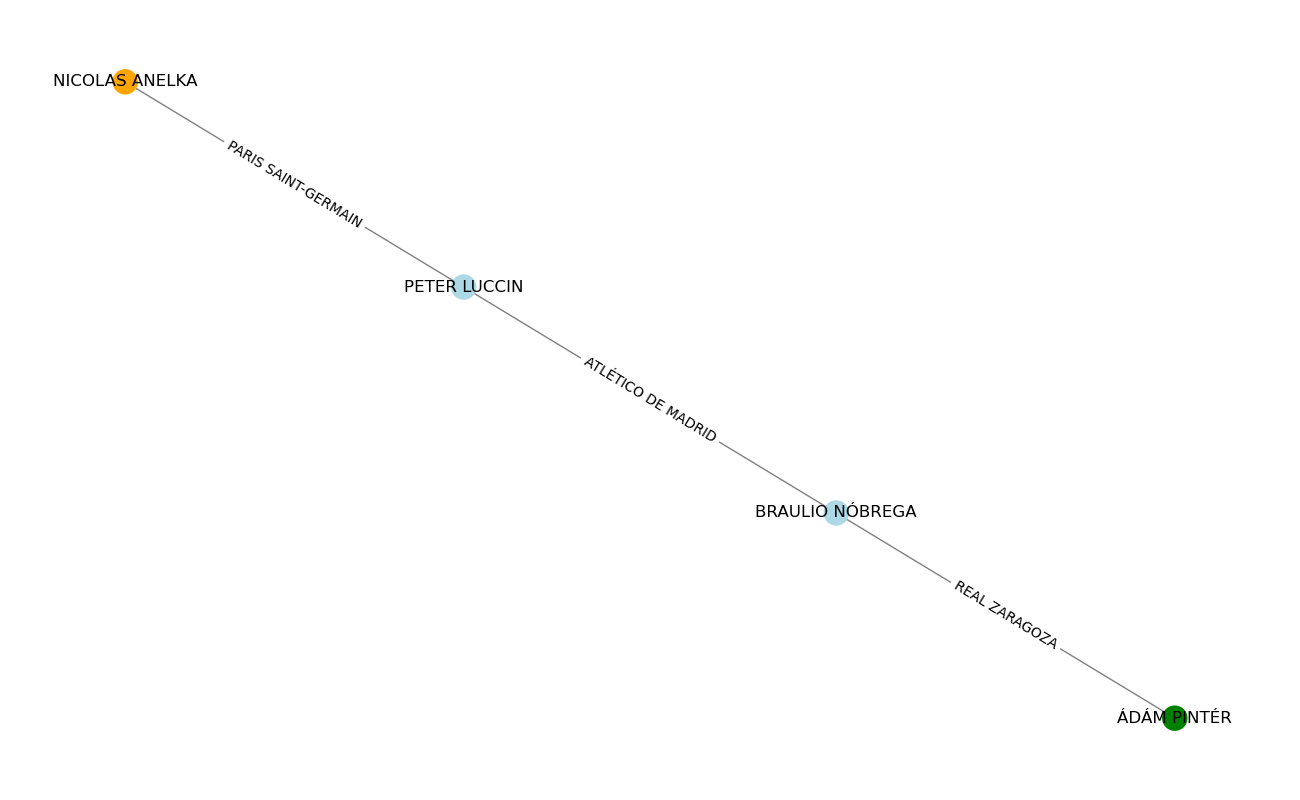 NICOLAS ANELKA
PARIS SAINT-GERMAIN
PETER LUCCIN
ATLÉTICO DE MADRID
BRAULIO NÓBREGA
REAL ZARAGOZA
ÁDÁM PINTÉR